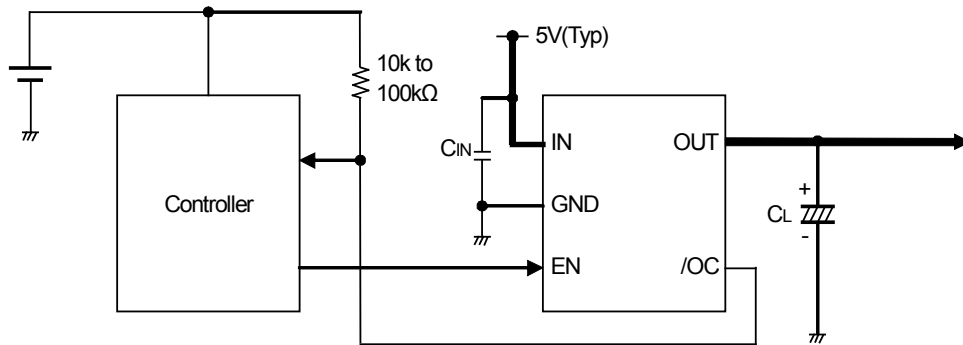 5V(Typ)
10k to
100kΩ
CIN
IN
OUT
Controller
GND
+
CL
-
EN
/OC